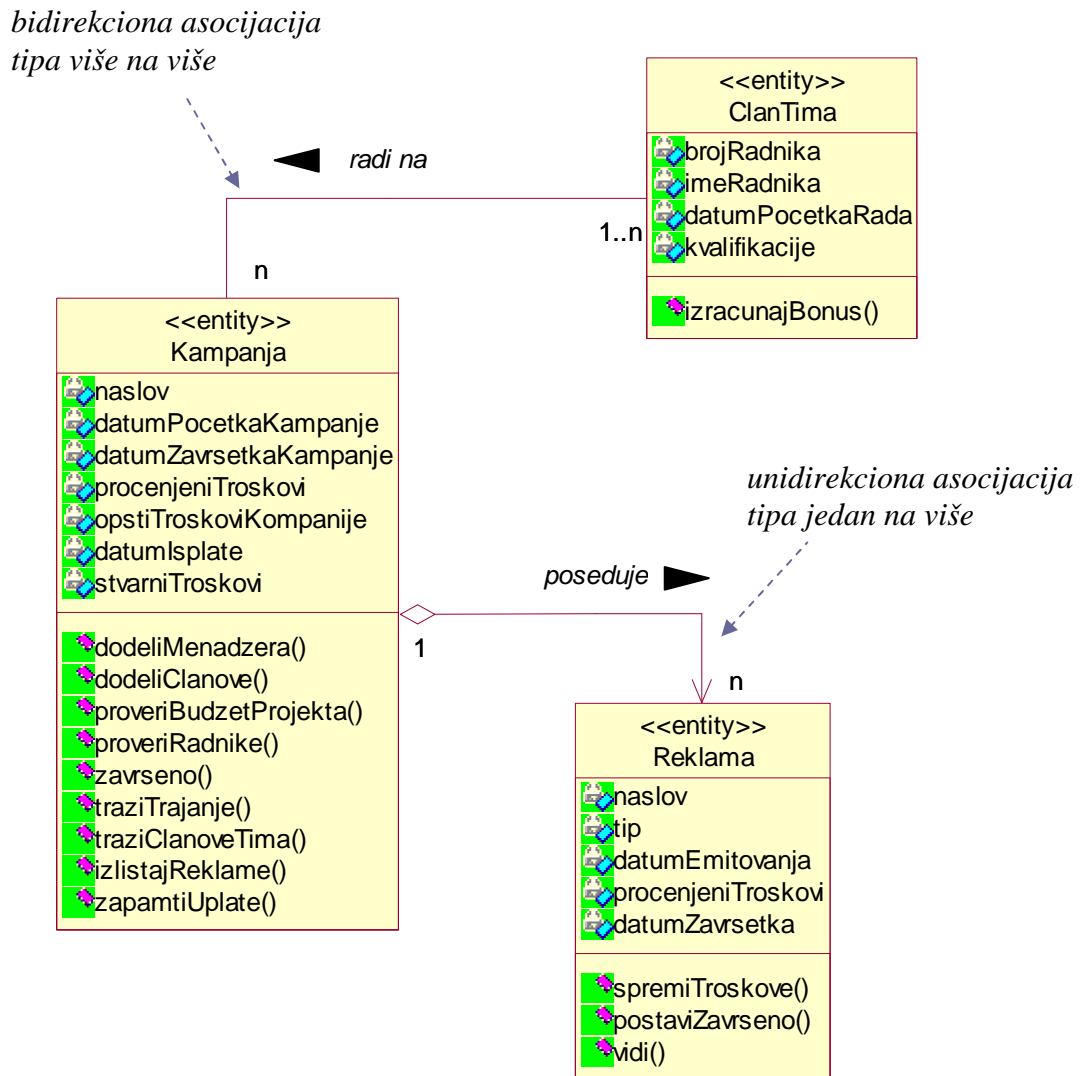 bidirekciona asocijacija
tipa više na više
<<entity>>
ClanTima
brojRadnika
imeRadnika
datumPocetkaRada
kvalifikacije
izracunajBonus()
radi na
1..n
n
<<entity>>
Kampanja
naslov
datumPocetkaKampanje
datumZavrsetkaKampanje
procenjeniTroskovi
opstiTroskoviKompanije
datumIsplate
stvarniTroskovi
dodeliMenadzera()
dodeliClanove()
proveriBudzetProjekta()
proveriRadnike()
zavrseno()
traziTrajanje()
traziClanoveTima()
izlistajReklame()
zapamtiUplate()
unidirekciona asocijacija
tipa jedan na više
poseduje
1
n
<<entity>>
Reklama
naslov
tip
datumEmitovanja
procenjeniTroskovi
datumZavrsetka
spremiTroskove()
postaviZavrseno()
vidi()